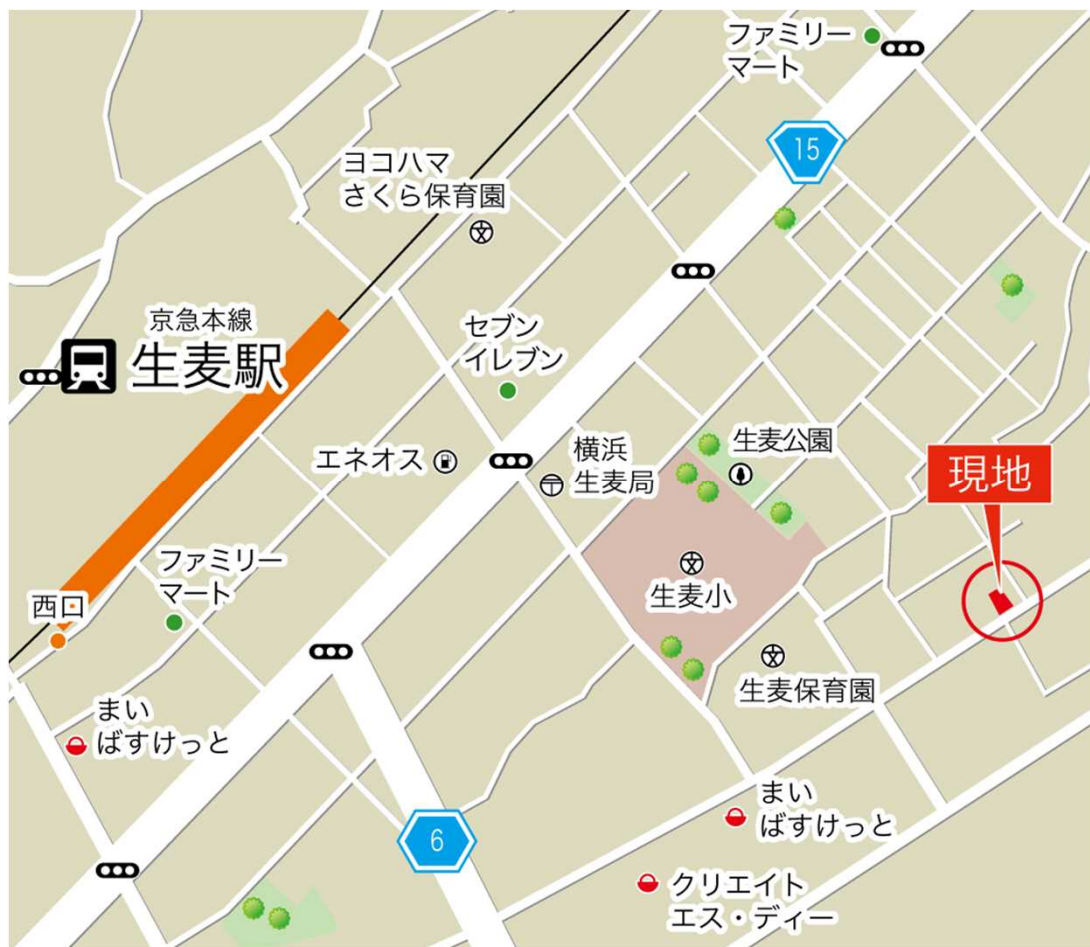 ファミリー
マート
15
ヨコハマ
さくら保育園
京急本線
生麦駅
セブン
イレブン
エネオス
横浜
生麦局
生麦公園
現地
ファミリー
マート
西口
生麦小
生麦保育園
まい
ばすけっと
6
まい
ばすけっと
クリエイト
エス・ディー